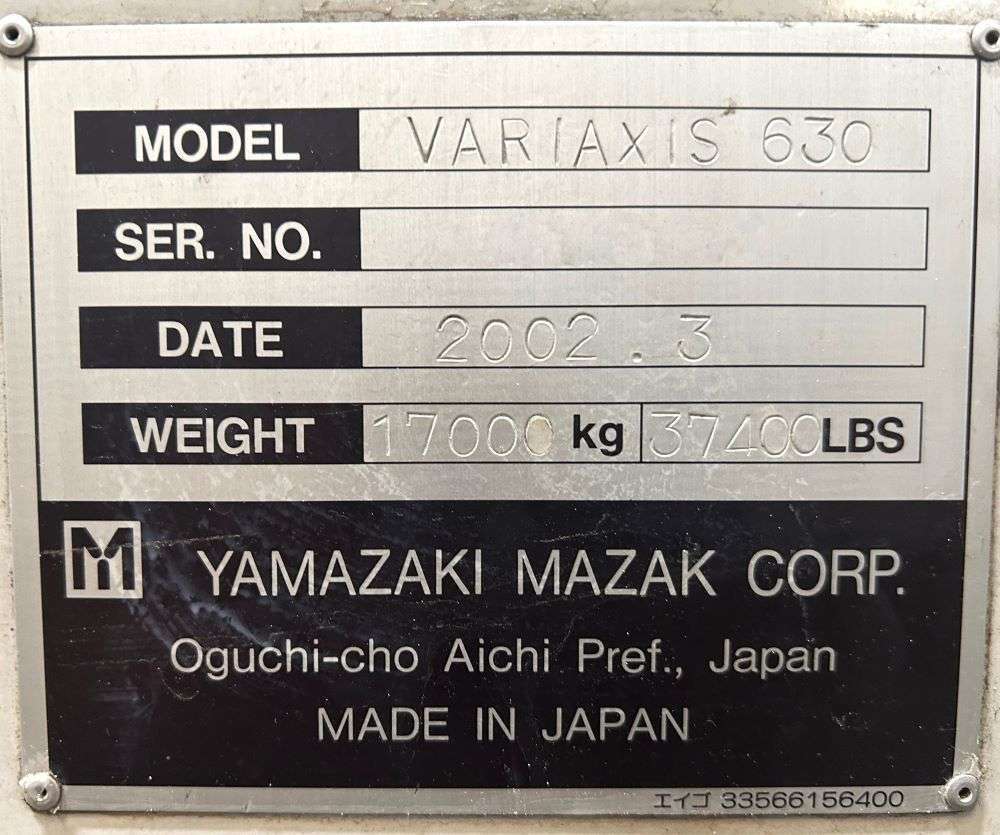 MODEL VARIAXIS 630
SER. NO.
DATE 2002 . 3
WEIGHT 17000 kg 37400 LBS
YAMAZAKI MAZAK CORP.
Oguchi-cho Aichi Pref., Japan
MADE IN JAPAN
エイゴ 33566156400